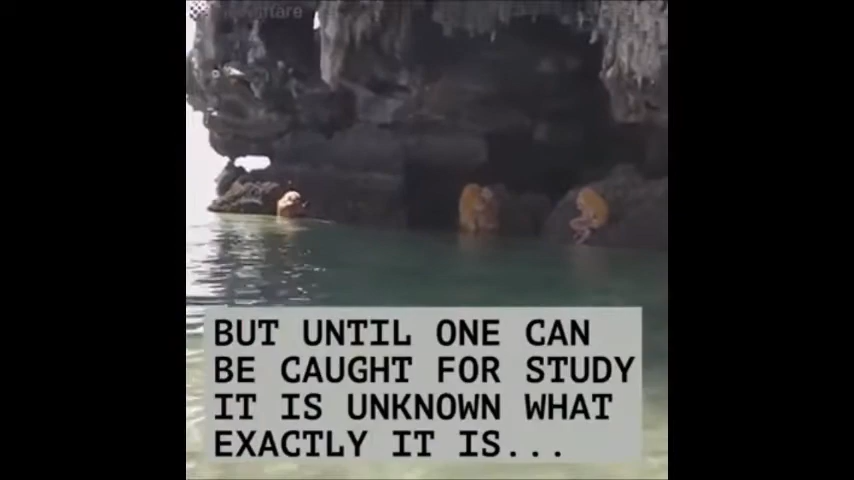 BUT UNTIL ONE CAN
BE CAUGHT FOR STUDY
IT IS UNKNOWN WHAT
EXACTLY IT IS...